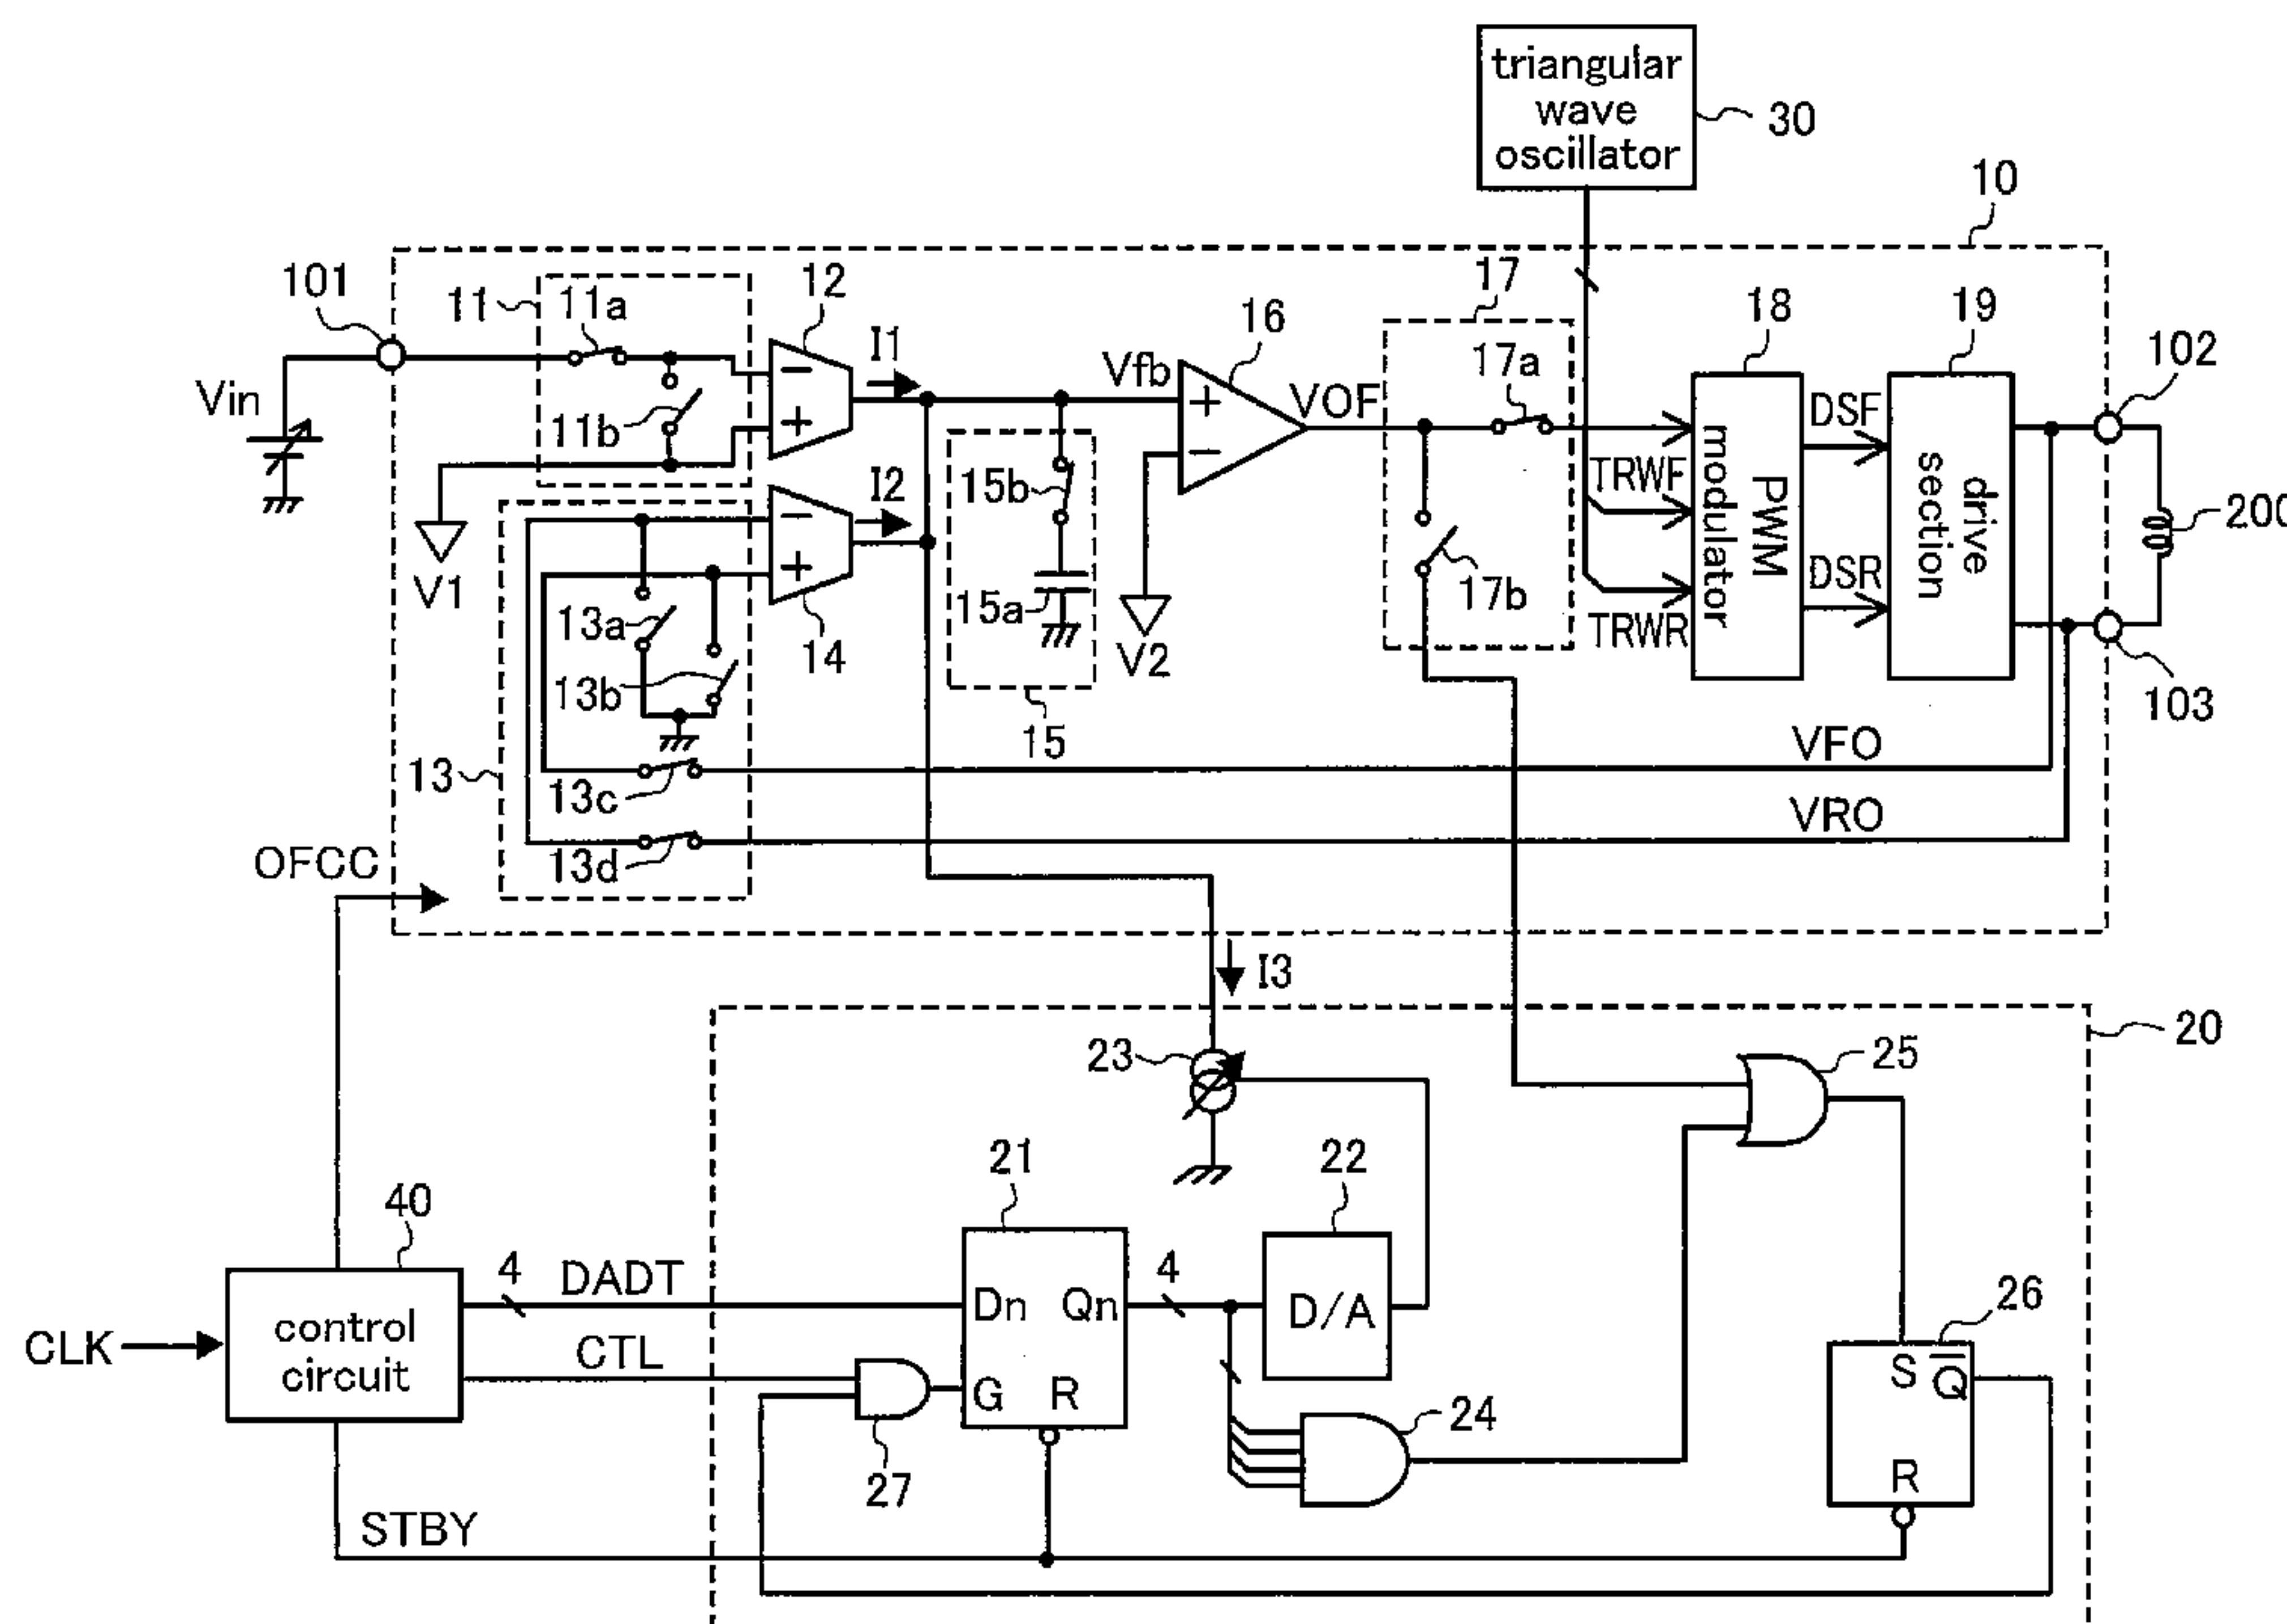 triangular
wave
oscillator
30
10
101
11
11a
12
I1
16
17
17a
18
19
102
Vin
11b
−
+
Vfb
+
−
VOF
DSF
TRWF
PWM
modulator
drive
section
200
V1
I2
−
+
15b
15a
V2
17b
TRWR
DSR
13a
13b
14
15
103
13
13c
VFO
13d
VRO
OFCC
I3
20
23
25
21
22
40
4
DADT
Dn
Qn
4
D/A
26
CLK
control
circuit
CTL
G
R
S
Q̅
24
27
R
STBY